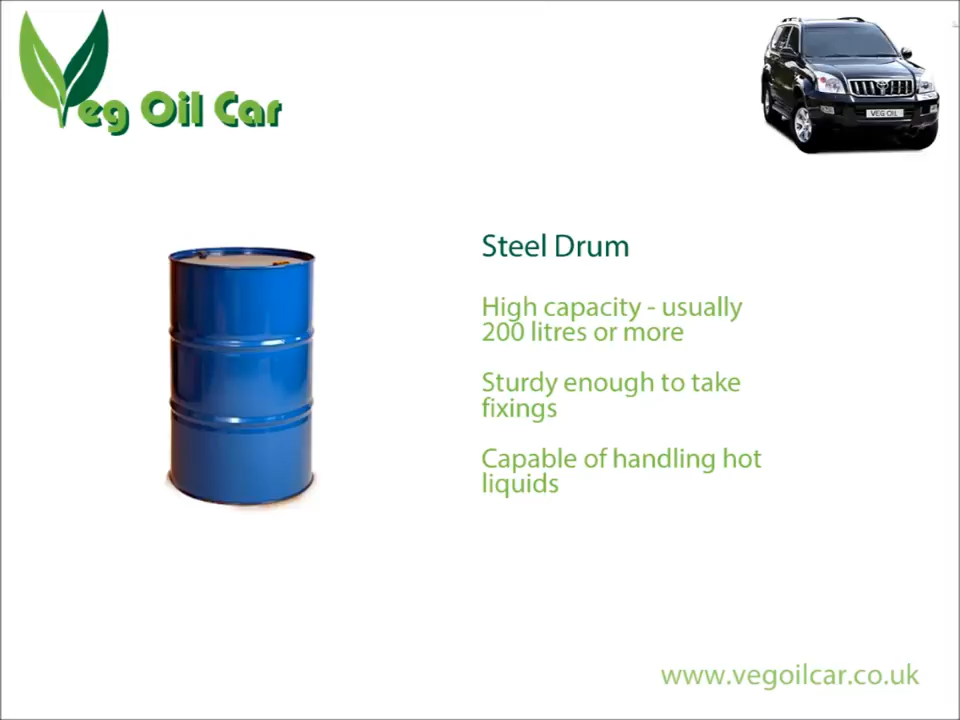 Veg Oil Car
VEG OIL
Steel Drum
High capacity - usually
200 litres or more
Sturdy enough to take
fixings
Capable of handling hot
liquids
www.vegoilcar.co.uk